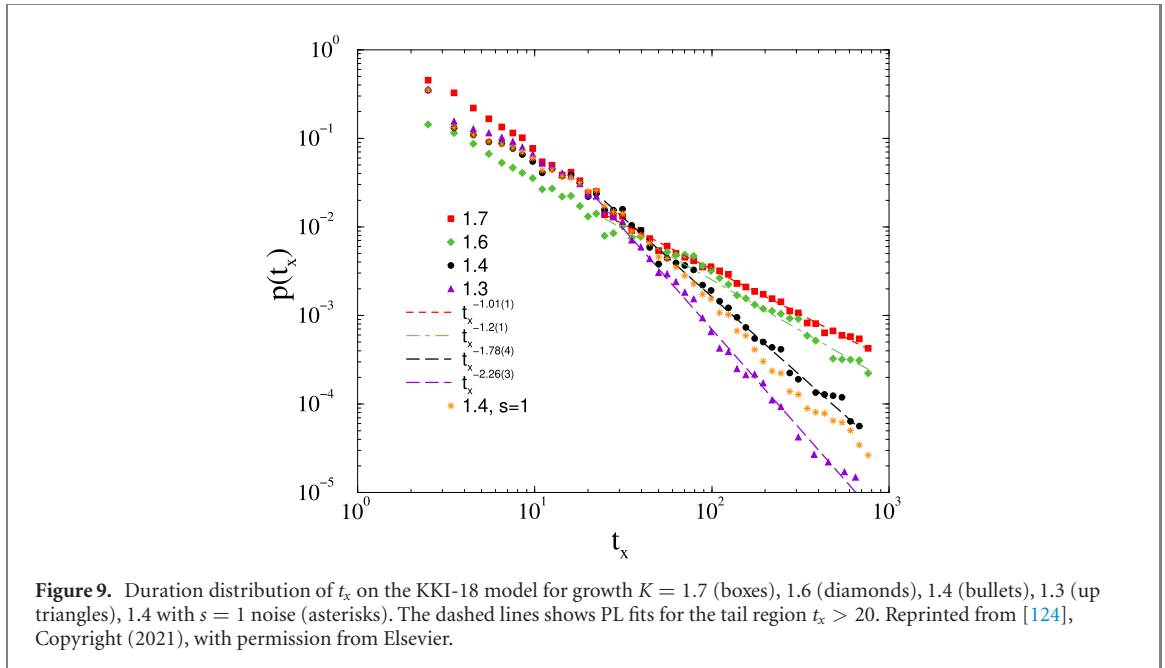 10^0
10^-1
10^-2
10^-3
10^-4
10^-5
p(t_x)
1.7
1.6
1.4
1.3
t_x^-1.01(1)
t_x^-1.2(1)
t_x^-1.78(4)
t_x^-2.26(3)
1.4, s=1
10^0 10^1 10^2 10^3
t_x
Figure 9. Duration distribution of t_x on the KKI-18 model for growth K = 1.7 (boxes), 1.6 (diamonds), 1.4 (bullets), 1.3 (up
triangles), 1.4 with s = 1 noise (asterisks). The dashed lines shows PL fits for the tail region t_x > 20. Reprinted from [124],
Copyright (2021), with permission from Elsevier.